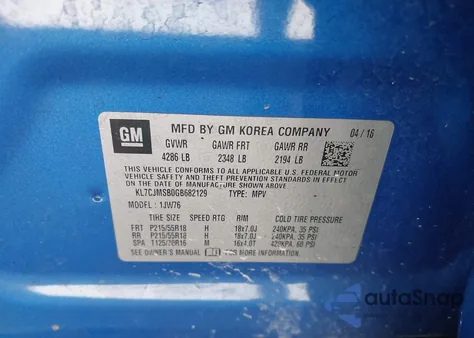 GM
MFD BY GM KOREA COMPANY 04/16
GVWR GAWR FRT GAWR RR
4286 LB 2348 LB 2194 LB
THIS VEHICLE CONFORMS TO ALL APPLICABLE U.S. FEDERAL MOTOR
VEHICLE SAFETY, BUMPER, AND THEFT PREVENTION STANDARDS IN EFFECT
ON THE DATE OF MANUFACTURE SHOWN ABOVE.
KL7CJMSB0GB682129 TYPE: MPV
MODEL: 1JW76
TIRE SIZE SPEED RTG RIM COLD TIRE PRESSURE
FRT P215/55R18 H 18x7.0J 240KPA, 35 PSI
RR P215/55R18 H 18x7.0J 240KPA, 35 PSI
SPA T125/70R16 M 16x4.0T 420KPA, 60 PSI
SEE OWNER'S MANUAL FOR MORE INFORMATION.
autoSnap